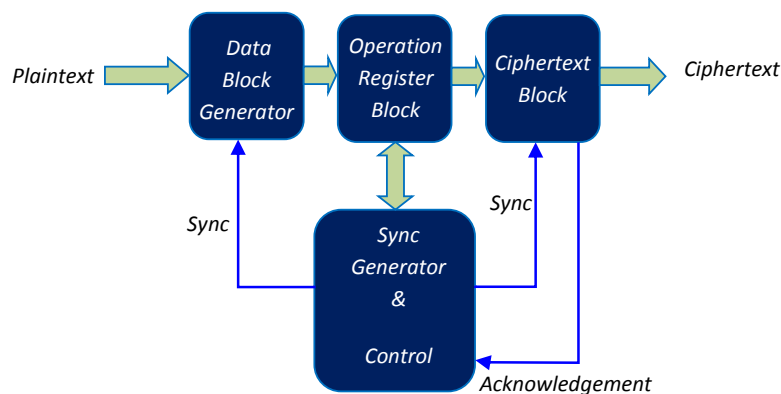 Plaintext
Data
Block
Generator
Operation
Register
Block
Ciphertext
Block
Ciphertext
Sync
Sync
Sync
Generator
&
Control
Acknowledgement